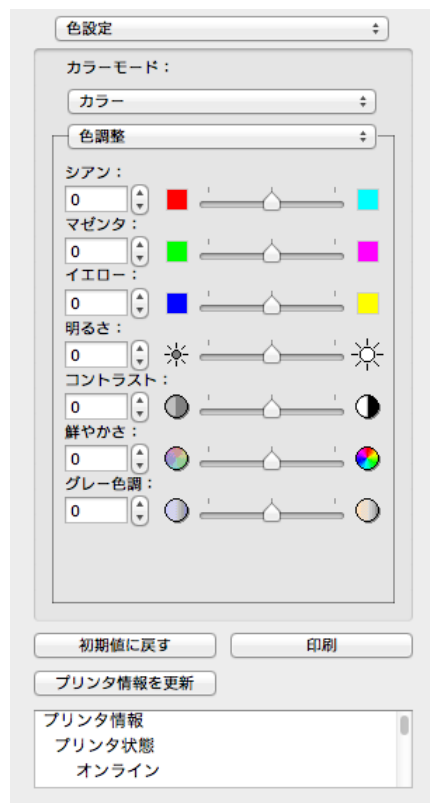 色設定
カラーモード：
カラー
色調整
シアン：
0
マゼンタ：
0
イエロー：
0
明るさ：
0
コントラスト：
0
鮮やかさ：
0
グレー色調：
0
初期値に戻す 印刷
プリンタ情報を更新
プリンタ情報
プリンタ状態
オンライン